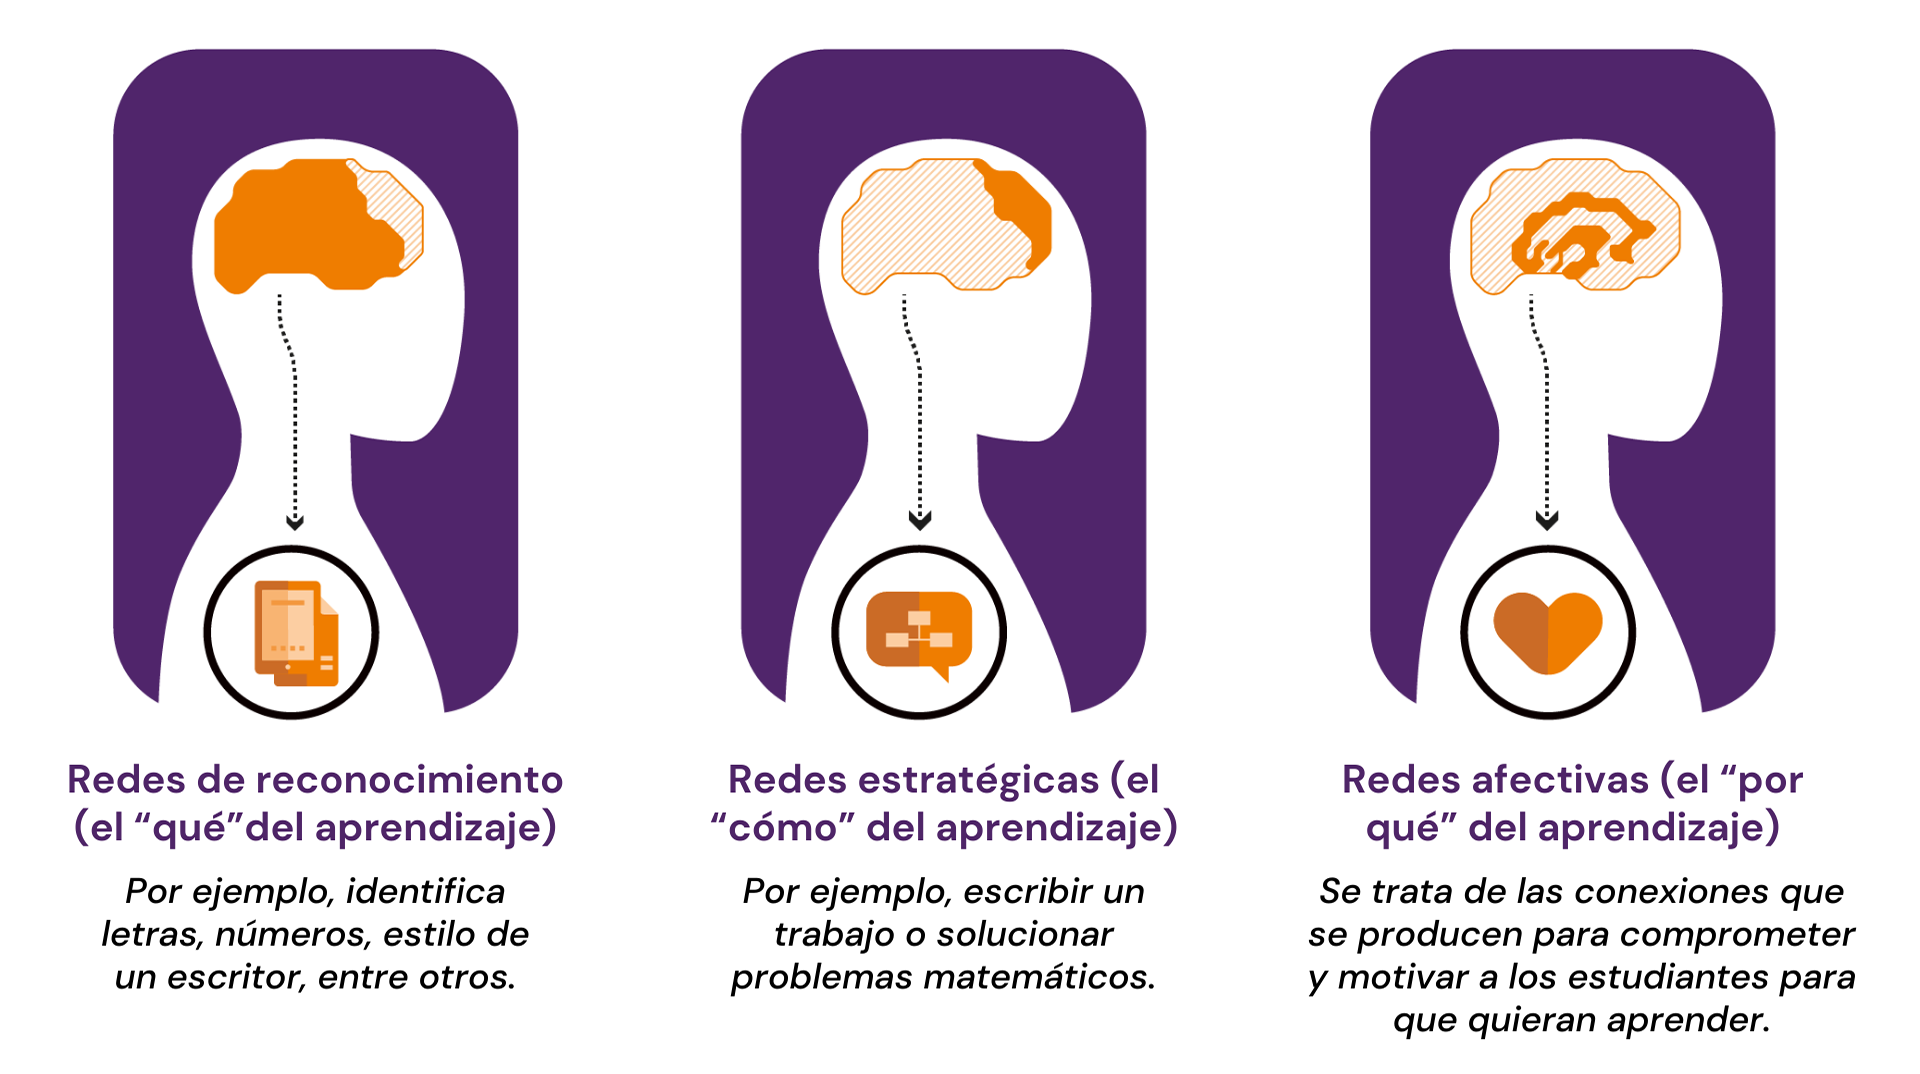 Redes de reconocimiento
(el “qué”del aprendizaje)
Por ejemplo, identifica
letras, números, estilo de
un escritor, entre otros.
Redes estratégicas (el
“cómo” del aprendizaje)
Por ejemplo, escribir un
trabajo o solucionar
problemas matemáticos.
Redes afectivas (el “por
qué” del aprendizaje)
Se trata de las conexiones que
se producen para comprometer
y motivar a los estudiantes para
que quieran aprender.